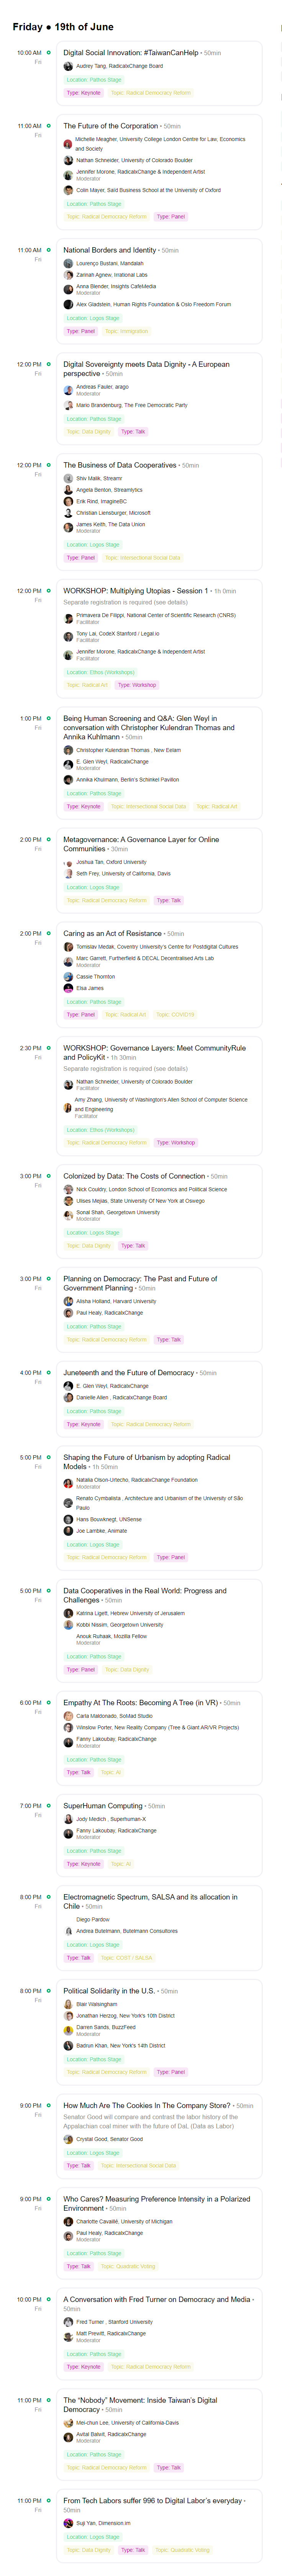 Friday ● 19th of June
10:00 AM
Fri
Digital Social Innovation: #TaiwanCanHelp • 50min
Audrey Tang, RadicalxChange Board
Location: Pathos Stage
Type: Keynote Topic: Radical Democracy Reform
11:00 AM
Fri
The Future of the Corporation • 50min
Michelle Meagher, University College London Centre for Law, Economics
and Society
Nathan Schneider, University of Colorado Boulder
Jennifer Morone, RadicalxChange & Independent Artist
Moderator
Colin Mayer, Saïd Business School at the University of Oxford
Location: Pathos Stage
Topic: Radical Democracy Reform Type: Panel
11:00 AM
Fri
National Borders and Identity • 50min
Lourenço Bustani, Mandalah
Zarinah Agnew, Irrational Labs
Anna Blender, Insights CafeMedia
Moderator
Alex Gladstein, Human Rights Foundation & Oslo Freedom Forum
Location: Logos Stage
Type: Panel Topic: Immigration
12:00 PM
Fri
Digital Sovereignty meets Data Dignity - A European
perspective • 50min
Andreas Fauler, arago
Moderator
Mario Brandenburg, The Free Democratic Party
Location: Pathos Stage
Topic: Data Dignity Type: Talk
12:00 PM
Fri
The Business of Data Cooperatives • 50min
Shiv Malik, Streamr
Angela Benton, Streamlytics
Erik Rind, ImagineBC
Christian Liensburger, Microsoft
James Keith, The Data Union
Moderator
Location: Logos Stage
Type: Panel Topic: Intersectional Social Data
12:00 PM
Fri
WORKSHOP: Multiplying Utopias - Session 1 • 1h 0min
Separate registration is required (see details)
Primavera De Filippi, National Center of Scientific Research (CNRS)
Facilitator
Tony Lai, CodeX Stanford / Legal.io
Facilitator
Jennifer Morone, RadicalxChange & Independent Artist
Facilitator
Location: Ethos (Workshops)
Topic: Radical Art Type: Workshop
1:00 PM
Fri
Being Human Screening and Q&A: Glen Weyl in
conversation with Christopher Kulendran Thomas and
Annika Kuhlmann • 50min
Christopher Kulendran Thomas , New Eelam
E. Glen Weyl, RadicalxChange
Moderator
Annika Khulmann, Berlin's Schinkel Pavillon
Location: Pathos Stage
Type: Keynote Topic: Intersectional Social Data Topic: Radical Art
2:00 PM
Fri
Metagovernance: A Governance Layer for Online
Communities • 30min
Joshua Tan, Oxford University
Seth Frey, University of California, Davis
Location: Logos Stage
Topic: Radical Democracy Reform Type: Talk
2:00 PM
Fri
Caring as an Act of Resistance • 50min
Tomislav Medak, Coventry University's Centre for Postdigital Cultures
Marc Garrett, Furtherfield & DECAL Decentralised Arts Lab
Moderator
Cassie Thornton
Elsa James
Location: Pathos Stage
Type: Panel Topic: Radical Art Topic: COVID19
2:30 PM
Fri
WORKSHOP: Governance Layers: Meet CommunityRule
and PolicyKit • 1h 30min
Separate registration is required (see details)
Nathan Schneider, University of Colorado Boulder
Facilitator
Amy Zhang, University of Washington's Allen School of Computer Science
and Engineering
Facilitator
Location: Ethos (Workshops)
Topic: Radical Democracy Reform Type: Workshop
3:00 PM
Fri
Colonized by Data: The Costs of Connection • 50min
Nick Couldry, London School of Economics and Political Science
Ulises Mejias, State University Of New York at Oswego
Sonal Shah, Georgetown University
Moderator
Location: Logos Stage
Topic: Data Dignity Type: Talk
3:00 PM
Fri
Planning on Democracy: The Past and Future of
Government Planning • 50min
Alisha Holland, Harvard University
Paul Healy, RadicalxChange
Location: Pathos Stage
Topic: Radical Democracy Reform Type: Talk
4:00 PM
Fri
Juneteenth and the Future of Democracy • 50min
E. Glen Weyl, RadicalxChange
Danielle Allen , RadicalxChange Board
Location: Pathos Stage
Type: Keynote Topic: Radical Democracy Reform
5:00 PM
Fri
Shaping the Future of Urbanism by adopting Radical
Models • 1h 50min
Natalia Olson-Urtecho, RadicalxChange Foundation
Moderator
Renato Cymbalista , Architecture and Urbanism of the University of São
Paulo
Hans Bouwknegt, UNSense
Joe Lambke, Animate
Location: Logos Stage
Topic: Radical Democracy Reform Type: Panel
5:00 PM
Fri
Data Cooperatives in the Real World: Progress and
Challenges • 50min
Katrina Ligett, Hebrew University of Jerusalem
Kobbi Nissim, Georgetown University
Anouk Ruhaak, Mozilla Fellow
Moderator
Location: Pathos Stage
Type: Panel Topic: Data Dignity
6:00 PM
Fri
Empathy At The Roots: Becoming A Tree (in VR) • 50min
Carla Maldonado, SoMad Studio
Winslow Porter, New Reality Company (Tree & Giant AR/VR Projects)
Fanny Lakoubay, RadicalxChange
Moderator
Location: Pathos Stage
Type: Talk Topic: AI
7:00 PM
Fri
SuperHuman Computing • 50min
Jody Medich , Superhuman-X
Fanny Lakoubay, RadicalxChange
Moderator
Location: Pathos Stage
Type: Keynote Topic: AI
8:00 PM
Fri
Electromagnetic Spectrum, SALSA and its allocation in
Chile • 50min
Diego Pardow
Andrea Butelmann, Butelmann Consultores
Location: Logos Stage
Type: Talk Topic: COST / SALSA
8:00 PM
Fri
Political Solidarity in the U.S. • 50min
Blair Walsingham
Jonathan Herzog, New York's 10th District
Darren Sands, BuzzFeed
Moderator
Badrun Khan, New York's 14th District
Location: Pathos Stage
Topic: Radical Democracy Reform Type: Panel
9:00 PM
Fri
How Much Are The Cookies In The Company Store? • 50min
Senator Good will compare and contrast the labor history of the
Appalachian coal miner with the future of DaL (Data as Labor)
Crystal Good, Senator Good
Location: Logos Stage
Type: Talk Topic: Intersectional Social Data
9:00 PM
Fri
Who Cares? Measuring Preference Intensity in a Polarized
Environment • 50min
Charlotte Cavaillé, University of Michigan
Paul Healy, RadicalxChange
Moderator
Location: Pathos Stage
Type: Talk Topic: Quadratic Voting
10:00 PM
Fri
A Conversation with Fred Turner on Democracy and Media •
50min
Fred Turner , Stanford University
Matt Prewitt, RadicalxChange
Moderator
Location: Pathos Stage
Type: Keynote Topic: Radical Democracy Reform
11:00 PM
Fri
The “Nobody” Movement: Inside Taiwan's Digital
Democracy • 50min
Mei-chun Lee, University of California-Davis
Avital Balwit, RadicalxChange
Moderator
Location: Pathos Stage
Topic: Radical Democracy Reform Type: Talk
11:00 PM
Fri
From Tech Labors suffer 996 to Digital Labor's everyday •
50min
Suji Yan, Dimension.im
Location: Logos Stage
Topic: Data Dignity Type: Talk Topic: Quadratic Voting